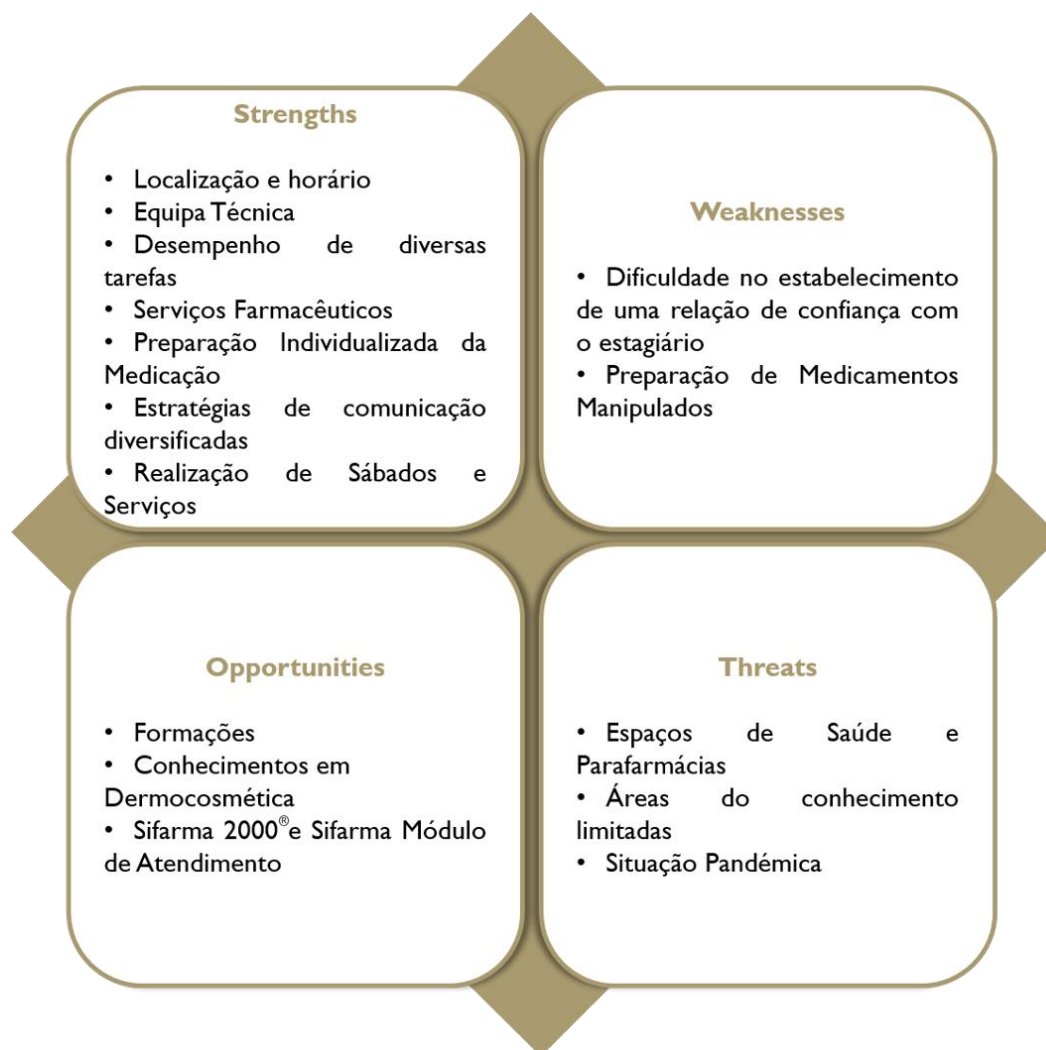 Strengths
• Localização e horário
• Equipa Técnica
• Desempenho de diversas
tarefas
• Serviços Farmacêuticos
• Preparação Individualizada da
Medicação
• Estratégias de comunicação
diversificadas
• Realização de Sábados e
Serviços
Weaknesses
• Dificuldade no estabelecimento
de uma relação de confiança com
o estagiário
• Preparação de Medicamentos
Manipulados
Opportunities
• Formações
• Conhecimentos em
Dermocosmética
• Sifarma 2000® e Sifarma Módulo
de Atendimento
Threats
• Espaços de Saúde e
Parafarmácias
• Áreas do conhecimento
limitadas
• Situação Pandémica